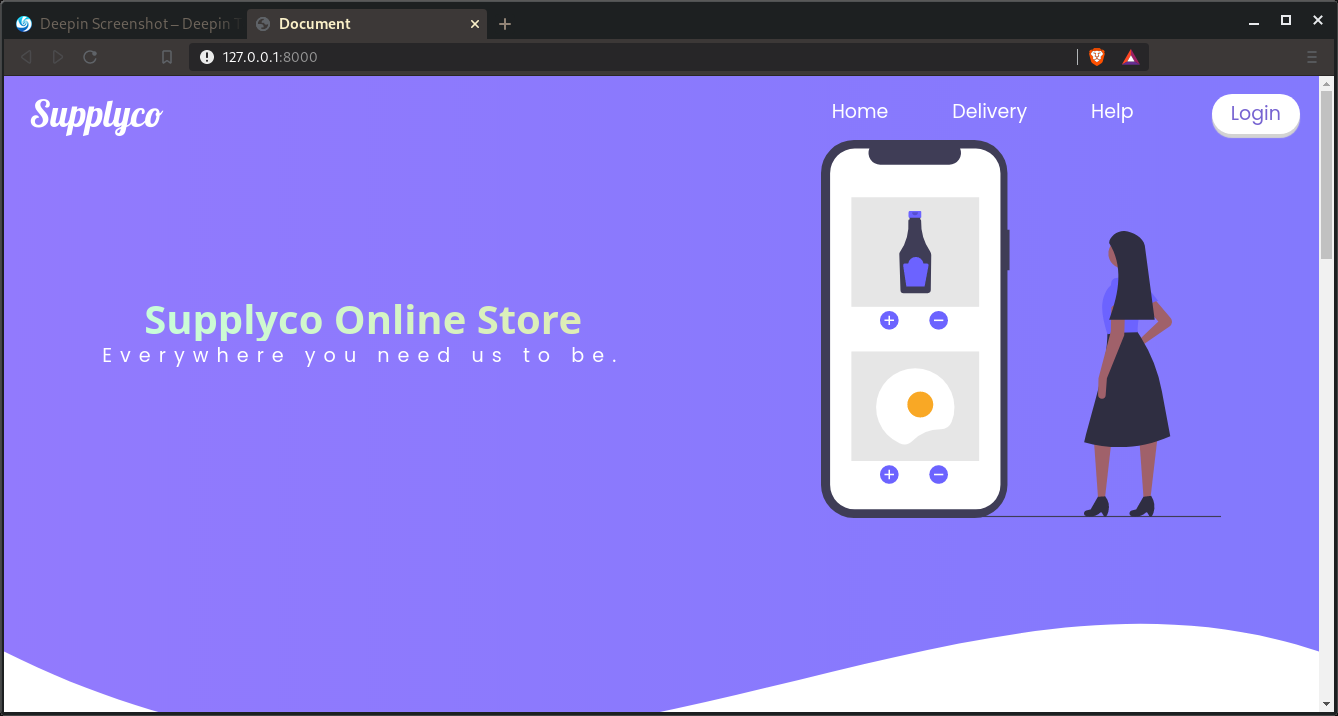 Deepin Screenshot – Deepin T
Document
127.0.0.1:8000
Supplyco
Home
Delivery
Help
Login
Supplyco Online Store
Everywhere you need us to be.